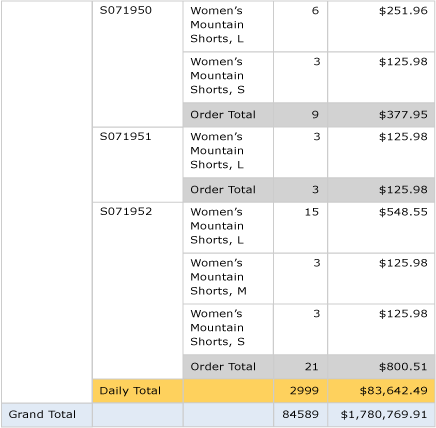 S071950 Women's Mountain Shorts, L 6 $251.96
Women's Mountain Shorts, S 3 $125.98
Order Total 9 $377.95
S071951 Women's Mountain Shorts, L 3 $125.98
Order Total 3 $125.98
S071952 Women's Mountain Shorts, L 15 $548.55
Women's Mountain Shorts, M 3 $125.98
Women's Mountain Shorts, S 3 $125.98
Order Total 21 $800.51
Daily Total 2999 $83,642.49
Grand Total 84589 $1,780,769.91